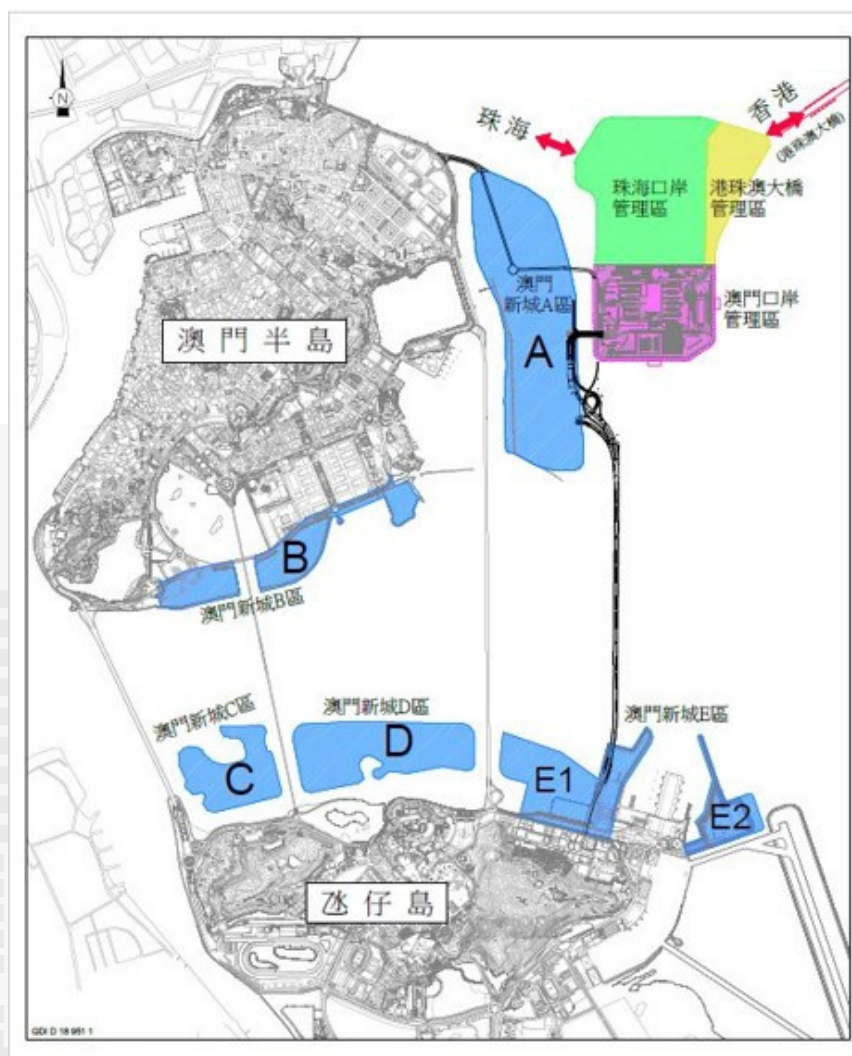 N
珠海
香港
(港珠澳大橋)
珠海口岸
管理區
港珠澳大橋
管理區
澳門
新城A區
澳門口岸
管理區
A
澳門半島
B
澳門新城B區
澳門新城C區
澳門新城D區
澳門新城E區
C
D
E1
E2
氹仔島
GDI D 18 951 1